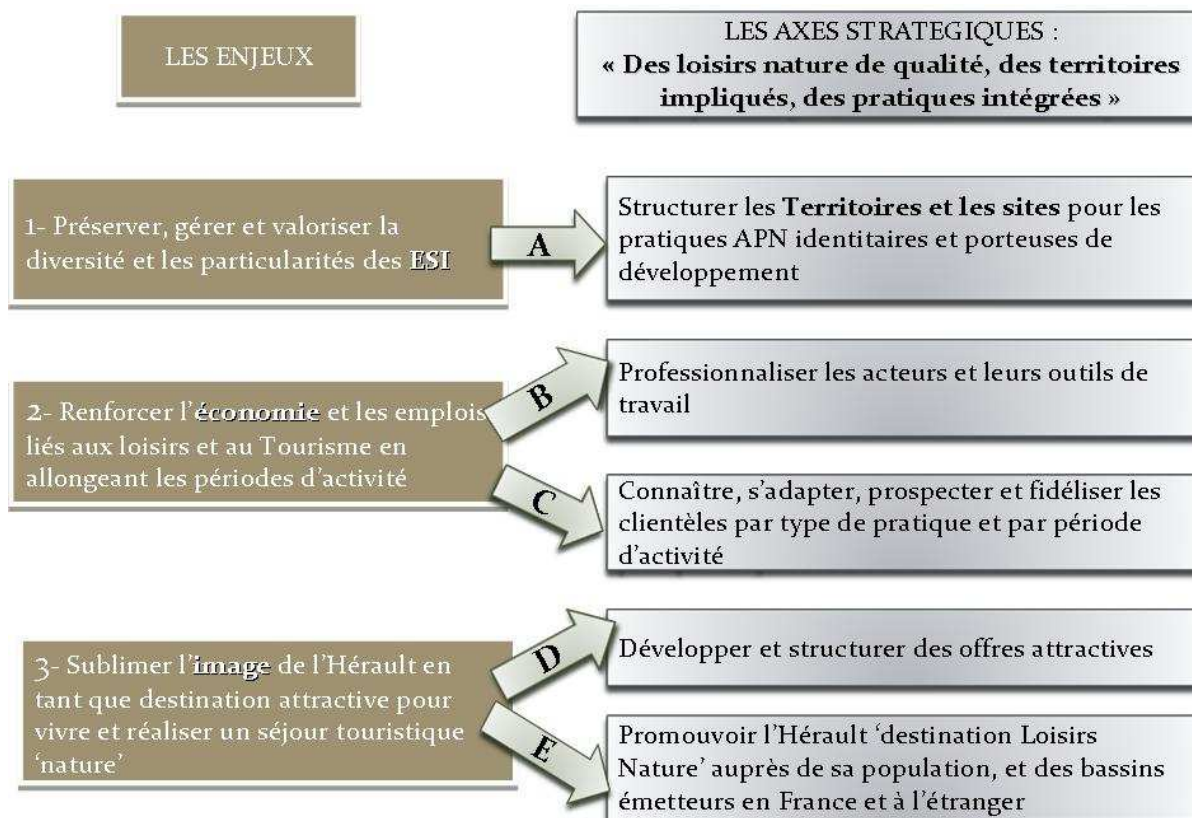 LES ENJEUX
LES AXES STRATEGIQUES :
« Des loisirs nature de qualité, des territoires
impliqués, des pratiques intégrées »
1- Préserver, gérer et valoriser la
diversité et les particularités des ESI
A
Structurer les Territoires et les sites pour les
pratiques APN identitaires et porteuses de
développement
2- Renforcer l'économie et les emplois
liés aux loisirs et au Tourisme en
allongeant les périodes d'activité
B
Professionnaliser les acteurs et leurs outils de
travail
C
Connaître, s'adapter, prospecter et fidéliser les
clientèles par type de pratique et par période
d'activité
3- Sublimer l'image de l'Hérault en
tant que destination attractive pour
vivre et réaliser un séjour touristique
'nature'
D
Développer et structurer des offres attractives
E
Promouvoir l'Hérault 'destination Loisirs
Nature' auprès de sa population, et des bassins
émetteurs en France et à l'étranger